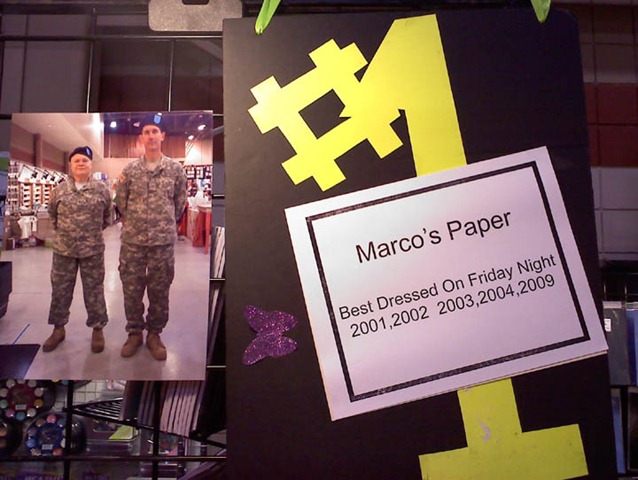 #1
Marco's Paper
Best Dressed On Friday Night
2001,2002 2003,2004,2009